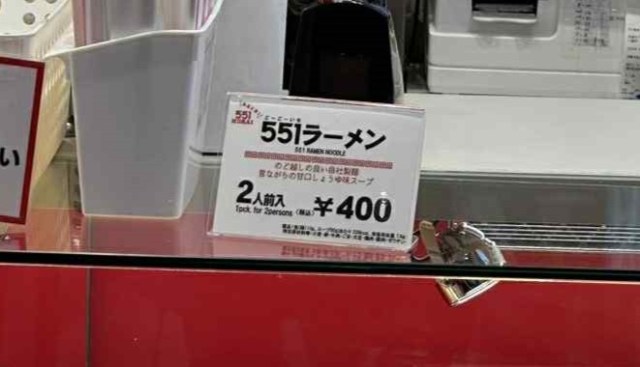 い
551
ごーごーいち
551ラーメン
551 RAMEN NOODLE
のど越しの良い自社製麺
昔ながらの甘口しょうゆ味スープ
2人前入 ¥400
1pck. for 2persons (税込)